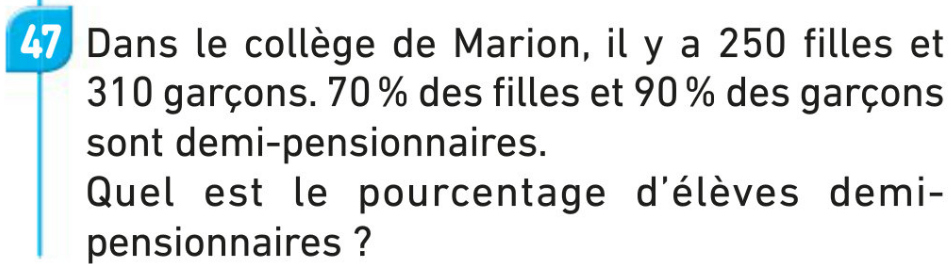 47 Dans le collège de Marion, il y a 250 filles et
310 garçons. 70 % des filles et 90 % des garçons
sont demi-pensionnaires.
Quel est le pourcentage d'élèves demi-
pensionnaires ?